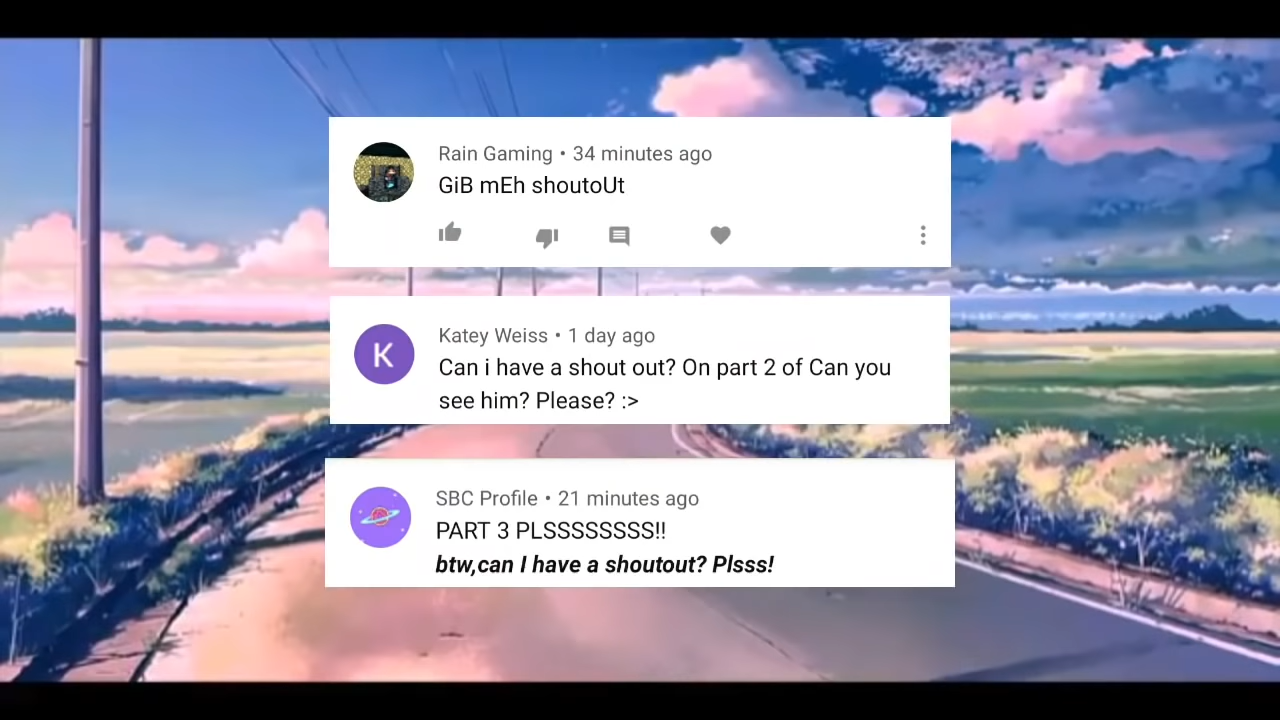 Rain Gaming • 34 minutes ago
GiB mEh shoutoUt
K
Katey Weiss • 1 day ago
Can i have a shout out? On part 2 of Can you
see him? Please? :>
SBC Profile • 21 minutes ago
PART 3 PLSSSSSSSS!!
btw,can I have a shoutout? Plsss!